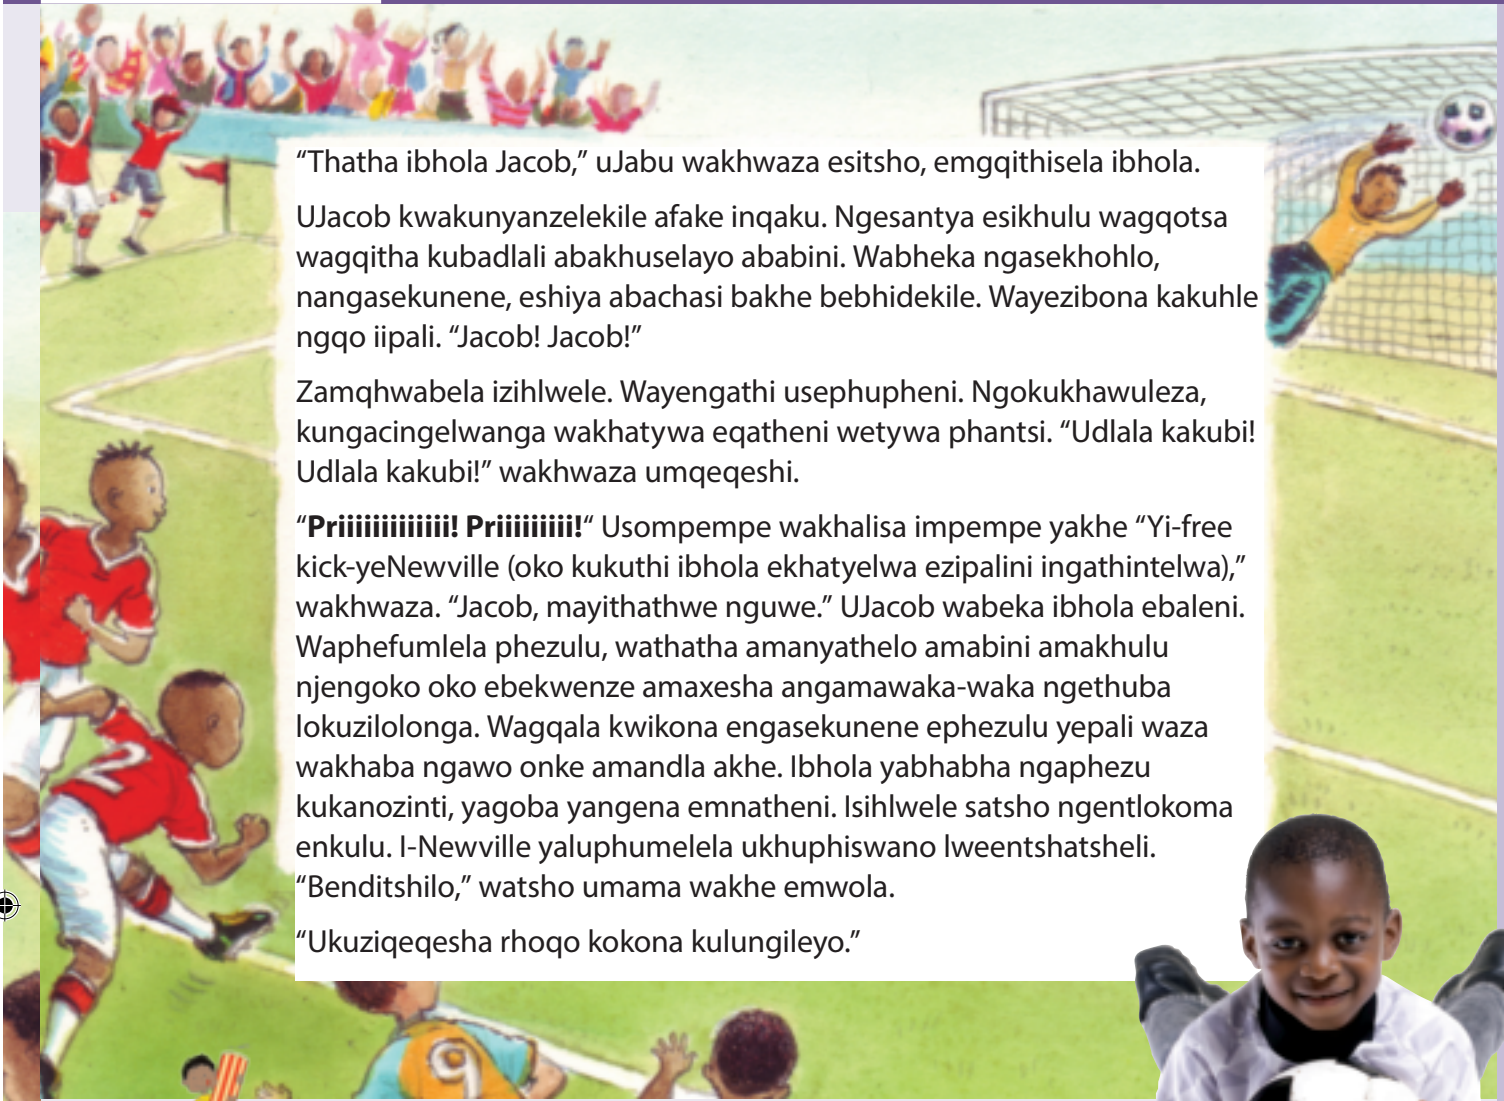 “Thatha ibhola Jacob,” uJabu wakhwaza esitsho, emgqithisela ibhola.
UJacob kwakunyanzelekile afake inqaku. Ngesantya esikhulu wagqotsa
wagqitha kubadlali abakhuselayo ababini. Wabheka ngasekhohlo,
nangasekunene, eshiya abachasi bakhe bebhidekile. Wayezibona kakuhle
ngqo iipali. “Jacob! Jacob!”
Zamqhwabela izihlwele. Wayengathi usephupheni. Ngokukhawuleza,
kungacingelwanga wakhatywa eqatheni wetywa phantsi. “Udlala kakubi!
Udlala kakubi!” wakhwaza umqeqeshi.
“Priiiiiiiiiiiii! Priiiiiiiii!“ Usompempe wakhalisa impempe yakhe “Yi-free
kick-yeNewville (oko kukuthi ibhola ekhatyelwa ezipalini ingathintelwa),”
wakhwaza. “Jacob, mayithathwe nguwe.” UJacob wabeka ibhola ebaleni.
Waphefumlela phezulu, wathatha amanyathelo amabini amakhulu
njengoko oko ebekwenze amaxesha angamawaka-waka ngethuba
lokuzilolonga. Wagqala kwikona engasekunene ephezulu yepali waza
wakhaba ngawo onke amandla akhe. Ibhola yabhabha ngaphezu
kukanozinti, yagoba yangena emnatheni. Isihlwele satsho ngentlokoma
enkulu. I-Newville yaluphumelela ukhuphiswano lweentshatsheli.
“Benditshilo,” watsho umama wakhe emwola.
“Ukuziqeqesha rhoqo kokona kulungileyo.”
2
9